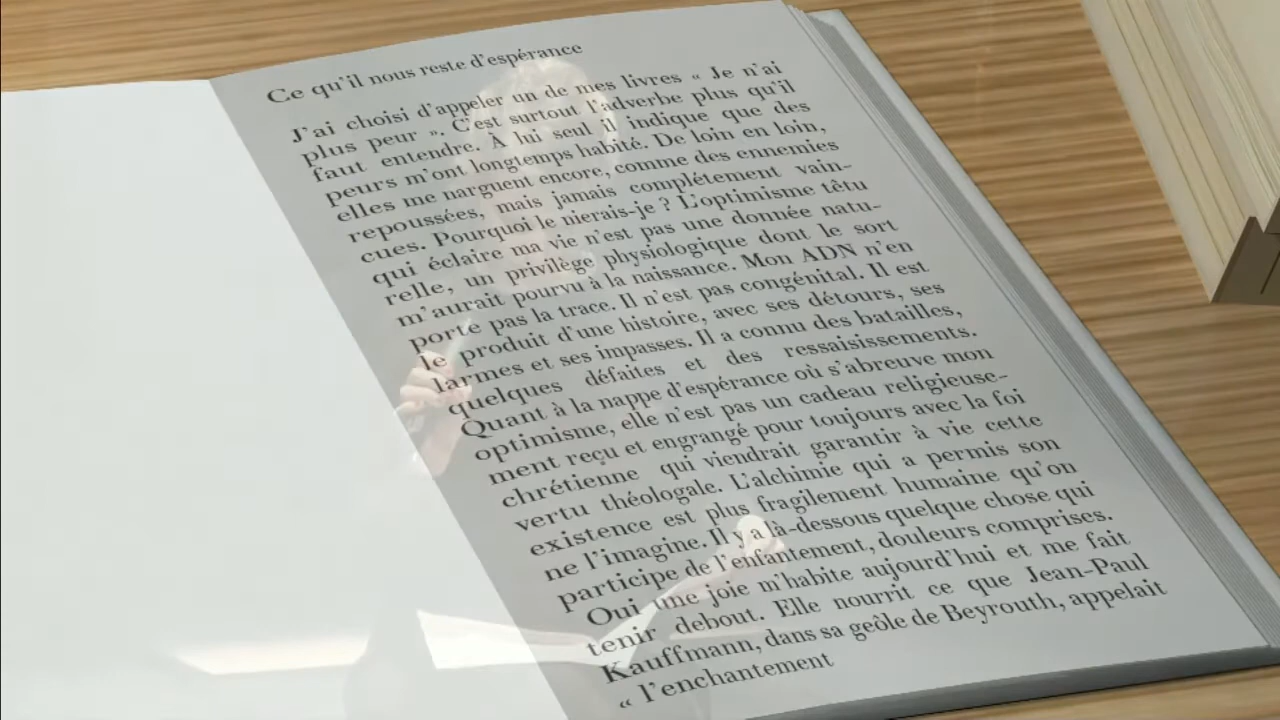 Ce qu'il nous reste d'espérance
J'ai choisi d'appeler un de mes livres « Je n'ai
plus peur ». C'est surtout l'adverbe plus qu'il
faut entendre. À lui seul il indique que des
peurs m'ont longtemps habité. De loin en loin,
elles me narguent encore, comme des ennemies
repoussées, mais jamais complétement vain-
cues. Pourquoi le nierais-je ? L'optimisme têtu
qui éclaire ma vie n'est pas une donnée natu-
relle, un privilège physiologique dont le sort
m'aurait pourvu à la naissance. Mon ADN n'en
porte pas la trace. Il n'est pas congénital. Il est
le produit d'une histoire, avec ses détours, ses
larmes et ses impasses. Il a connu des batailles,
quelques défaites et des ressaisissements.
Quant à la nappe d'espérance où s'abreuve mon
optimisme, elle n'est pas un cadeau religieuse-
ment reçu et engrangé pour toujours avec la foi
chrétienne qui viendrait garantir à vie cette
vertu théologale. L'alchimie qui a permis son
existence est plus fragilement humaine qu'on
ne l'imagine. Il y a là-dessous quelque chose qui
participe de l'enfantement, douleurs comprises.
Oui une joie m'habite aujourd'hui et me fait
tenir debout. Elle nourrit ce que Jean-Paul
Kauffmann, dans sa geôle de Beyrouth, appelait
« l'enchantement